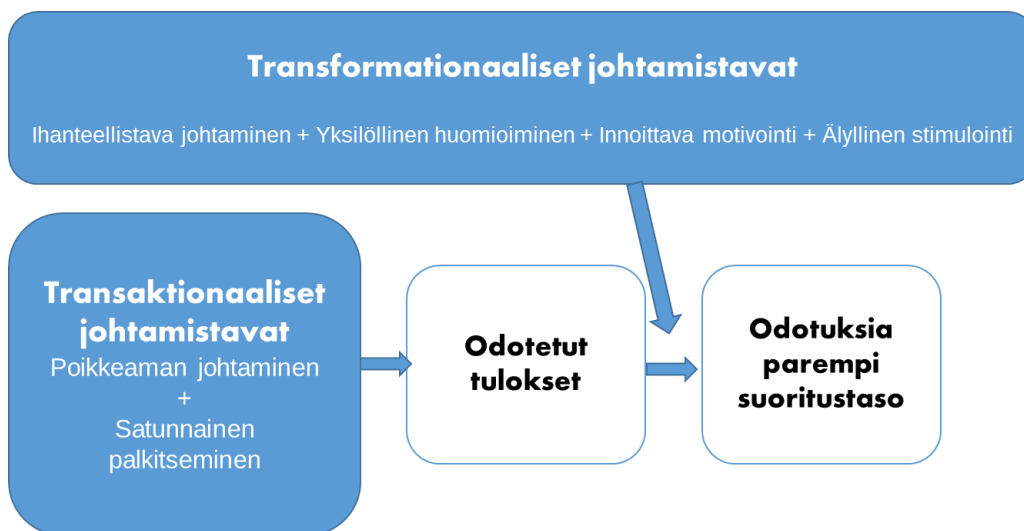 Transformationaaliset johtamistavat
Ihanteellistava johtaminen + Yksilöllinen huomioiminen + Innoittava motivointi + Älyllinen stimulointi
Transaktionaaliset
johtamistavat
Poikkeaman johtaminen
+
Satunnainen
palkitseminen
Odotetut
tulokset
Odotuksia
parempi
suoritustaso